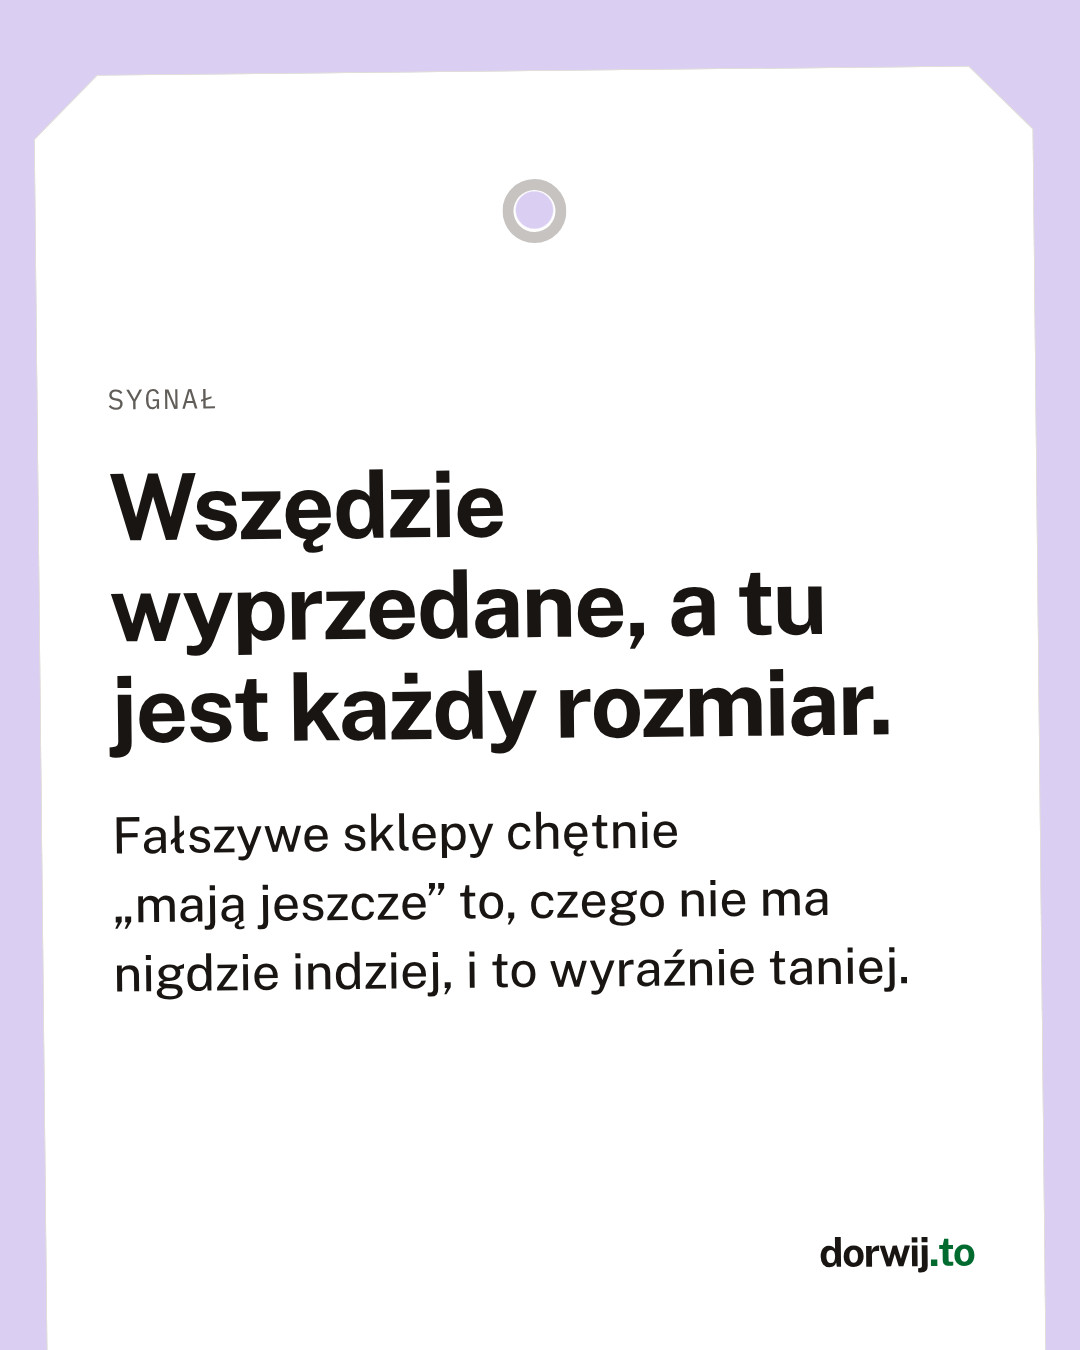 SYGNAŁ
Wszędzie
wyprzedane, a tu
jest każdy rozmiar.
Fałszywe sklepy chętnie
„mają jeszcze” to, czego nie ma
nigdzie indziej, i to wyraźnie taniej.
dorwij.to